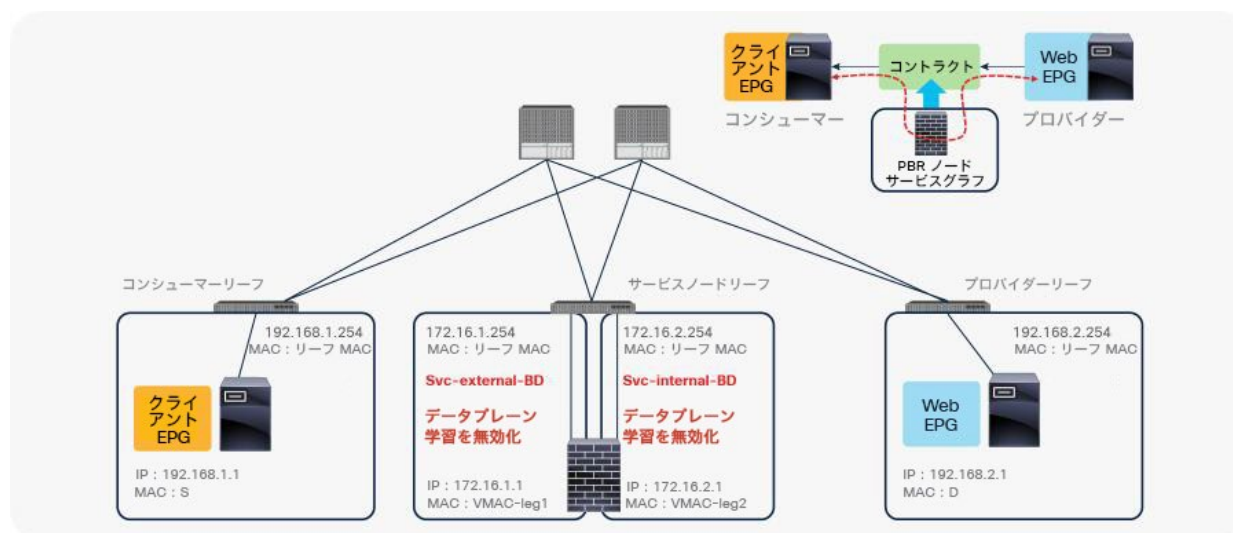 クライ
アント
EPG
コントラクト
Web
EPG
コンシューマー
プロバイダー
PBR ノード
サービスグラフ
コンシューマーリーフ
サービスノードリーフ
プロバイダーリーフ
192.168.1.254
MAC：リーフ MAC
クライ
アント
EPG
IP：192.168.1.1
MAC：S
172.16.1.254
MAC：リーフ MAC
Svc-external-BD
データプレーン
学習を無効化
IP：172.16.1.1
MAC：VMAC-leg1
172.16.2.254
MAC：リーフ MAC
Svc-internal-BD
データプレーン
学習を無効化
IP：172.16.2.1
MAC：VMAC-leg2
192.168.2.254
MAC：リーフ MAC
Web
EPG
IP：192.168.2.1
MAC：D